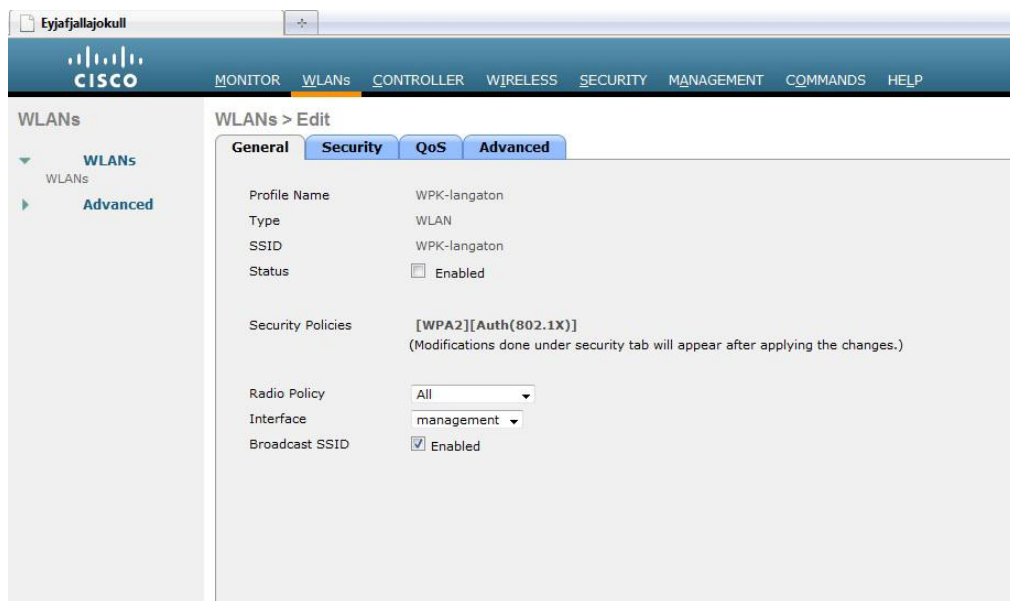 Eyjafjallajokull
CISCO
MONITOR WLANs CONTROLLER WIRELESS SECURITY MANAGEMENT COMMANDS HELP
WLANs
WLANs
WLANs
Advanced
WLANs > Edit
General Security QoS Advanced
Profile Name WPK-langaton
Type WLAN
SSID WPK-langaton
Status Enabled
Security Policies [WPA2][Auth(802.1X)]
(Modifications done under security tab will appear after applying the changes.)
Radio Policy All
Interface management
Broadcast SSID Enabled